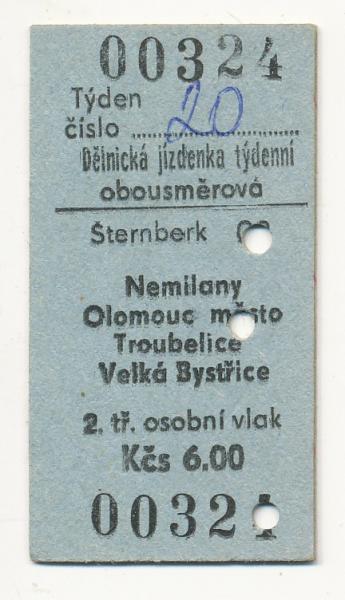 00324
Týden
číslo 20
Dělnická jízdenka týdenní
obousměrová
Šternberk
Nemilany
Olomouc město
Troubelice
Velká Bystřice
2. tř. osobní vlak
Kčs 6.00
00324